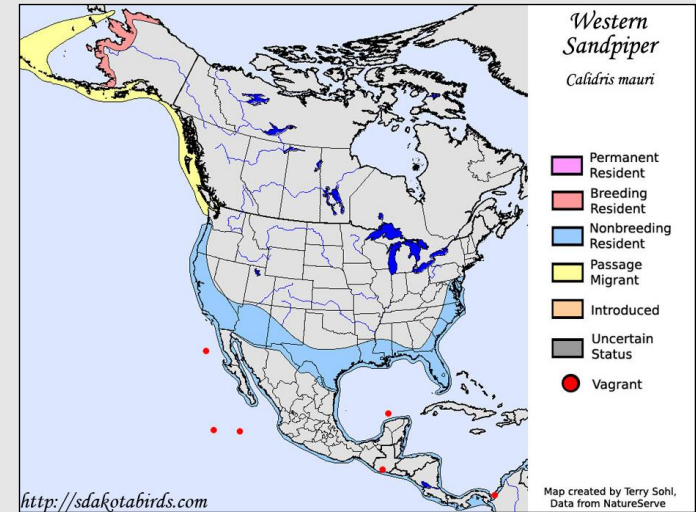 Western
Sandpiper
Calidris mauri
Permanent
Resident
Breeding
Resident
Nonbreeding
Resident
Passage
Migrant
Introduced
Uncertain
Status
Vagrant
Map created by Terry Sohl,
Data from NatureServe
http://sdakotabirds.com